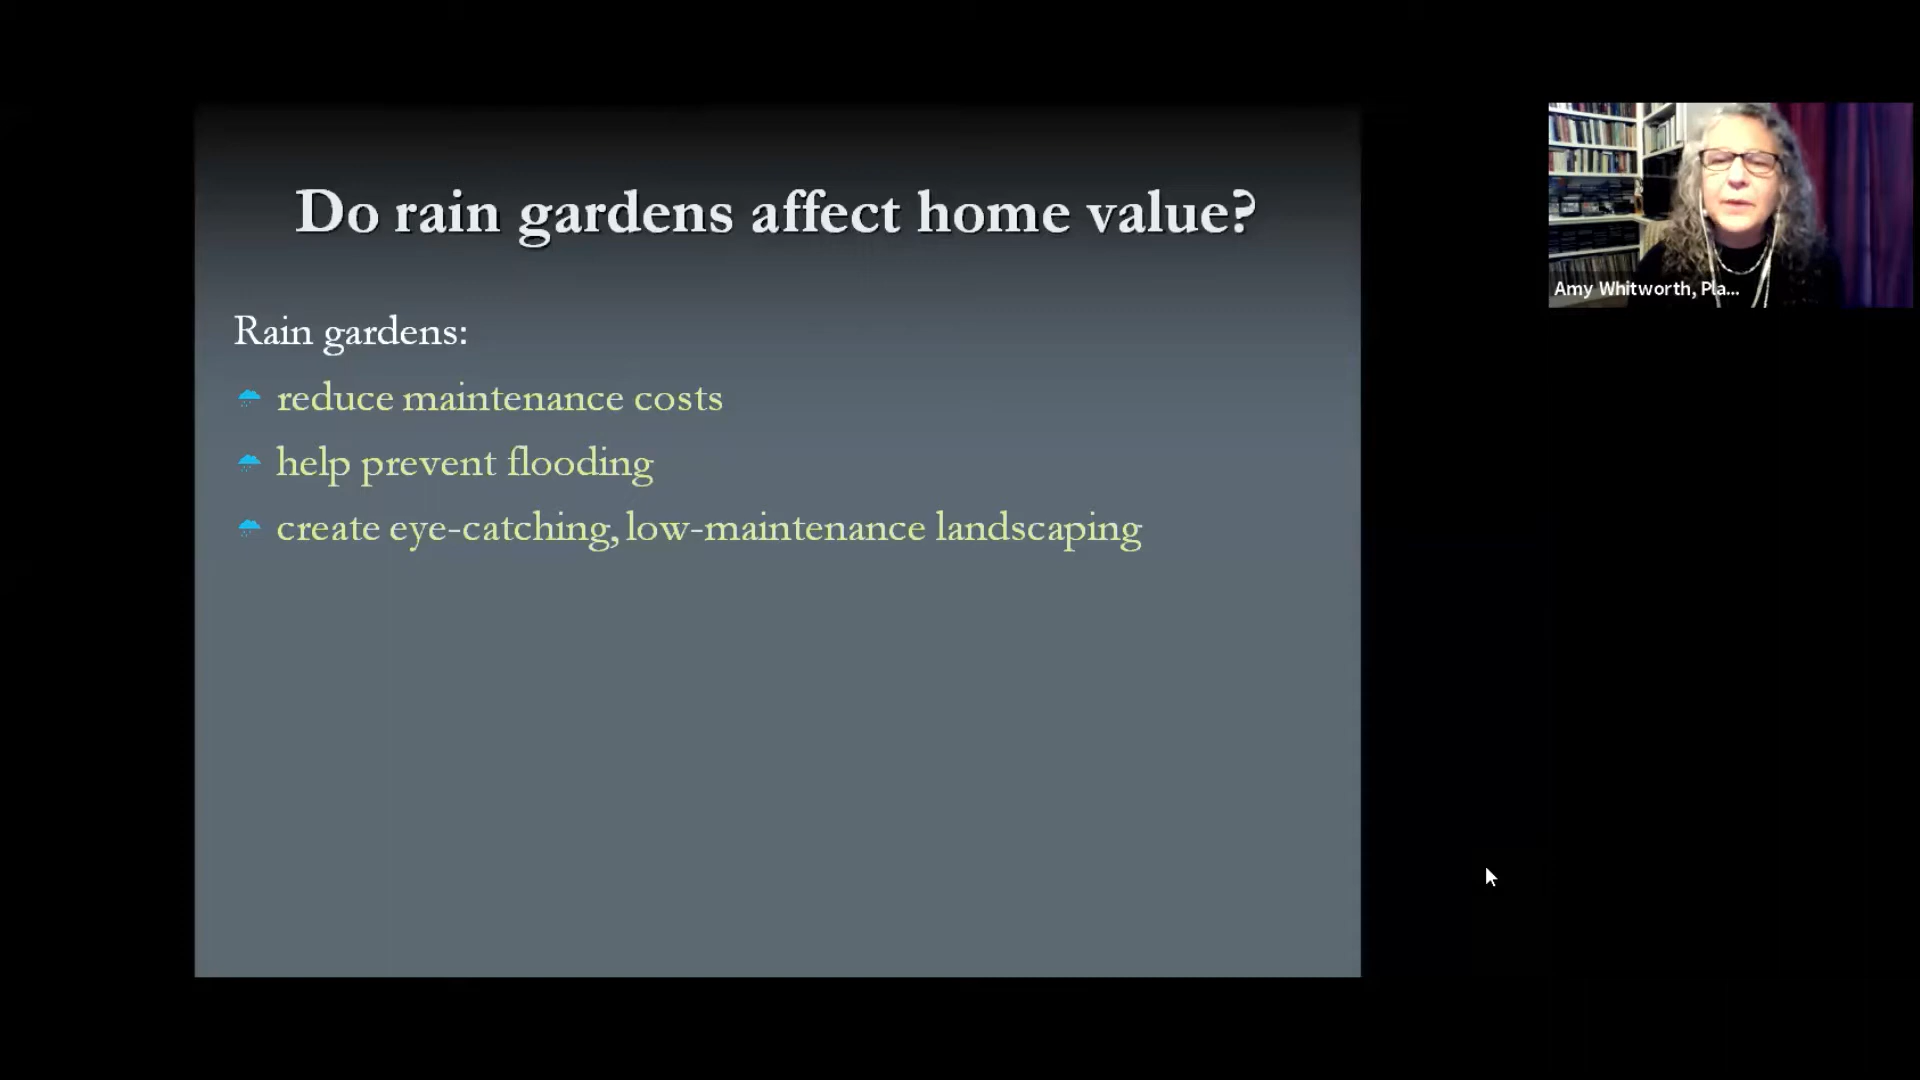 Do rain gardens affect home value?
Rain gardens:
reduce maintenance costs
help prevent flooding
create eye-catching, low-maintenance landscaping
Amy Whitworth, Pla...